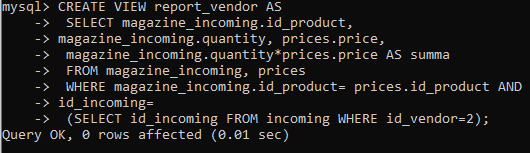 mysql> CREATE VIEW report_vendor AS
-> SELECT magazine_incoming.id_product,
-> magazine_incoming.quantity, prices.price,
-> magazine_incoming.quantity*prices.price AS summa
-> FROM magazine_incoming, prices
-> WHERE magazine_incoming.id_product= prices.id_product AND
-> id_incoming=
-> (SELECT id_incoming FROM incoming WHERE id_vendor=2);
Query OK, 0 rows affected (0.01 sec)